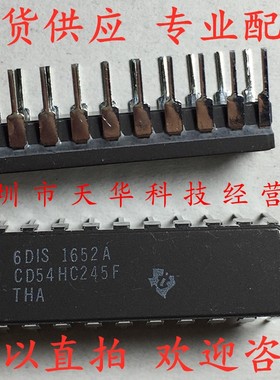 货供应 专业配
6DIS 1652A
CD54HC245F
THA
圳市天华科技经营
以直拍 欢迎咨